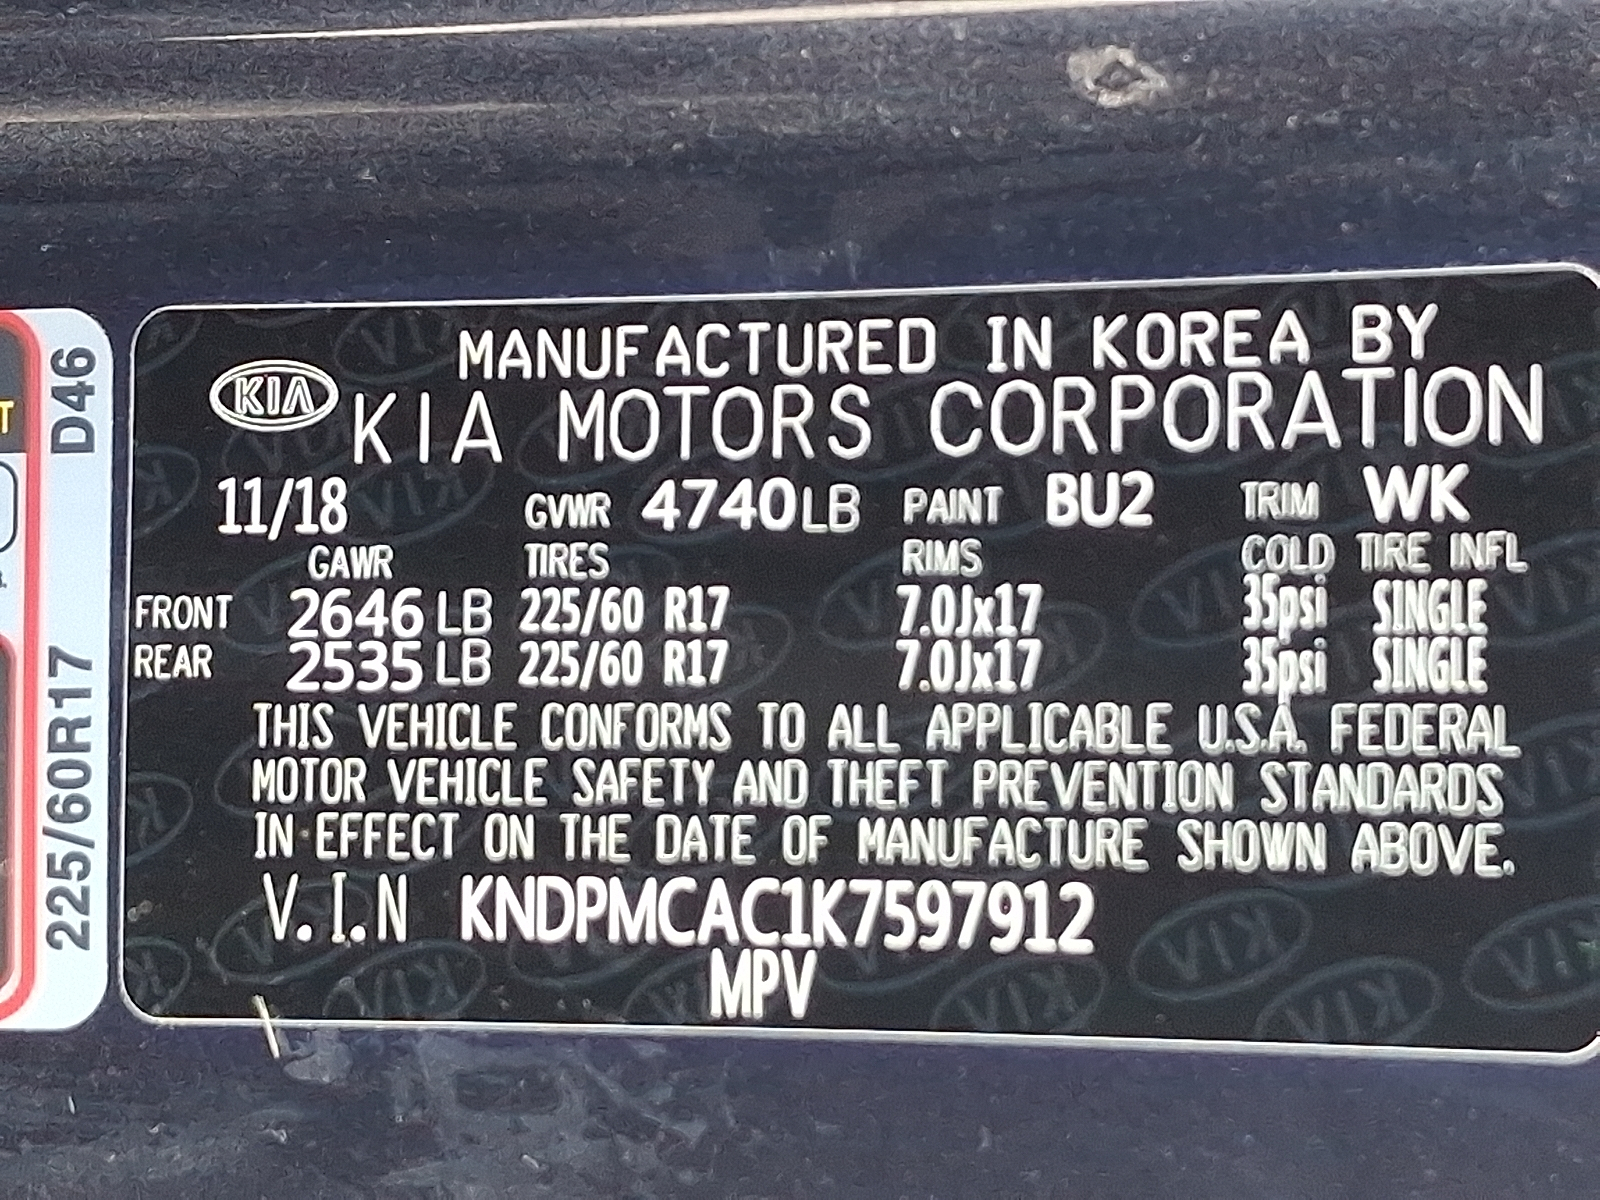 T
D46
225/60R17
KIA
MANUFACTURED IN KOREA BY
KIA MOTORS CORPORATION
11/18 GVWR 4740LB PAINT BU2 TRIM WK
GAWR TIRES RIMS COLD TIRE INFL
FRONT 2646 LB 225/60 R17 7.0Jx17 35psi SINGLE
REAR 2535 LB 225/60 R17 7.0Jx17 35psi SINGLE
THIS VEHICLE CONFORMS TO ALL APPLICABLE U.S.A. FEDERAL
MOTOR VEHICLE SAFETY AND THEFT PREVENTION STANDARDS
IN EFFECT ON THE DATE OF MANUFACTURE SHOWN ABOVE.
V.I.N KNDPMCAC1K7597912
MPV